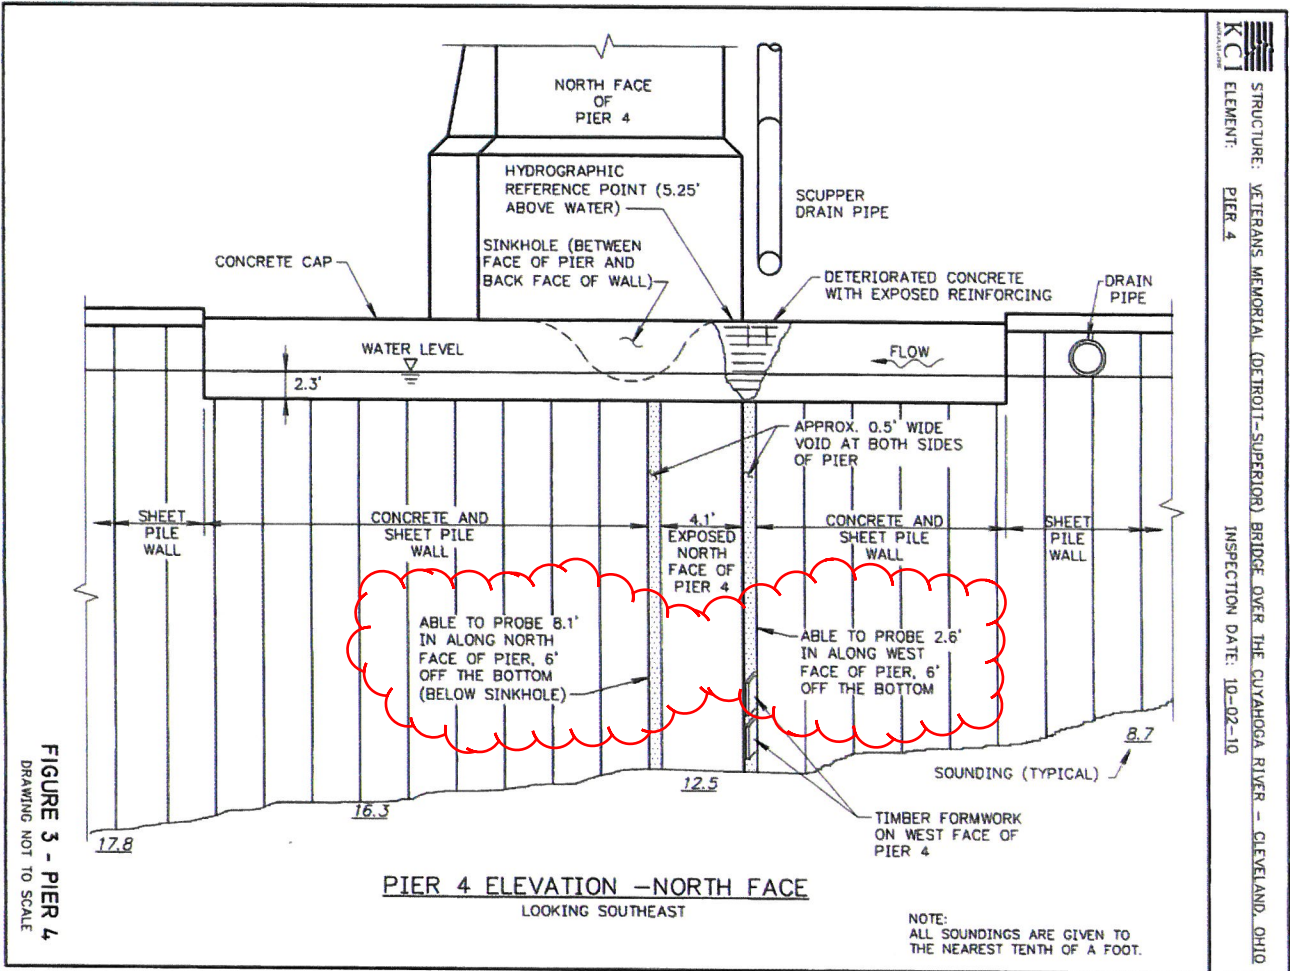 NORTH FACE
OF
PIER 4
HYDROGRAPHIC
REFERENCE POINT (5.25'
ABOVE WATER)
SCUPPER
DRAIN PIPE
SINKHOLE (BETWEEN
FACE OF PIER AND
BACK FACE OF WALL)
CONCRETE CAP
DETERIORATED CONCRETE
WITH EXPOSED REINFORCING
DRAIN
PIPE
WATER LEVEL
FLOW
2.3'
APPROX. 0.5' WIDE
VOID AT BOTH SIDES
OF PIER
SHEET
PILE
WALL
CONCRETE AND
SHEET PILE
WALL
4.1'
EXPOSED
NORTH
FACE OF
PIER 4
CONCRETE AND
SHEET PILE
WALL
SHEET
PILE
WALL
ABLE TO PROBE 8.1'
IN ALONG NORTH
FACE OF PIER, 6'
OFF THE BOTTOM
(BELOW SINKHOLE)
ABLE TO PROBE 2.6'
IN ALONG WEST
FACE OF PIER, 6'
OFF THE BOTTOM
8.7
SOUNDING (TYPICAL)
12.5
16.3
17.8
TIMBER FORMWORK
ON WEST FACE OF
PIER 4
PIER 4 ELEVATION -NORTH FACE
LOOKING SOUTHEAST
NOTE:
ALL SOUNDINGS ARE GIVEN TO
THE NEAREST TENTH OF A FOOT.
KCI
STRUCTURE: VETERANS MEMORIAL (DETROIT-SUPERIOR) BRIDGE OVER THE CUYAHOGA RIVER - CLEVELAND, OHIO
ELEMENT: PIER 4 INSPECTION DATE: 10-02-10
FIGURE 3 - PIER 4
DRAWING NOT TO SCALE